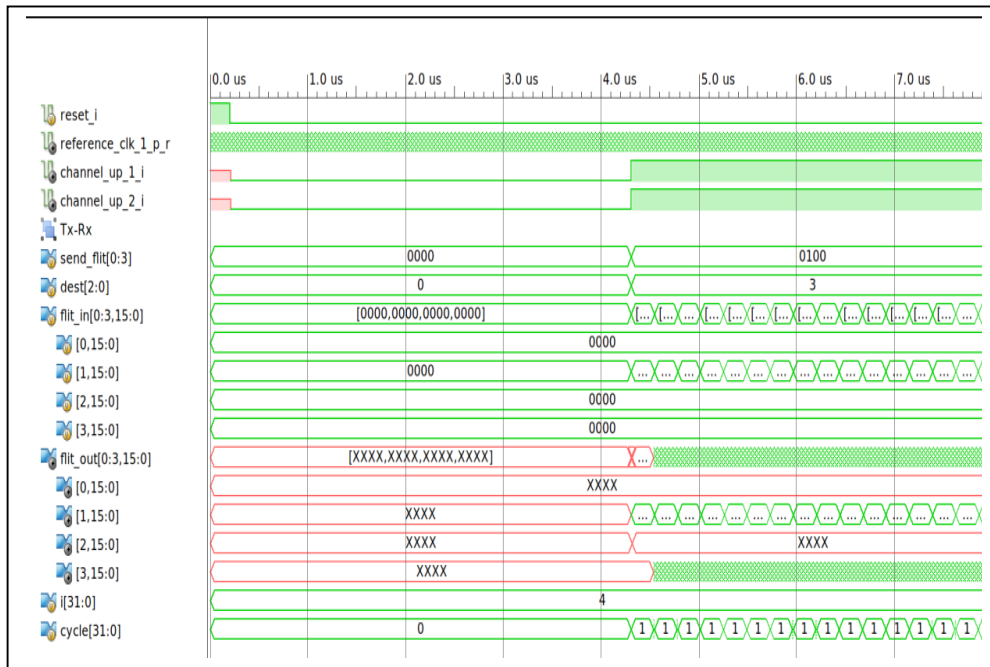 0.0 us 1.0 us 2.0 us 3.0 us 4.0 us 5.0 us 6.0 us 7.0 us
reset_i
reference_clk_1_p_r
channel_up_1_i
channel_up_2_i
Tx-Rx
send_flit[0:3] 0000 0100
dest[2:0] 0 3
flit_in[0:3,15:0] [0000,0000,0000,0000] [... [... ... [... [... [... [... [... [... [... [... [... [... [... ...
[0,15:0] 0000
[1,15:0] 0000 ... ... ... ... ... ... ... ... ... ... ... ... ... ... ...
[2,15:0] 0000
[3,15:0] 0000
flit_out[0:3,15:0] [XXXX,XXXX,XXXX,XXXX] ...
[0,15:0] XXXX
[1,15:0] XXXX ... ... ... ... ... ... ... ... ... ... ... ... ... ... ...
[2,15:0] XXXX XXXX
[3,15:0] XXXX
i[31:0] 4
cycle[31:0] 0 1 1 1 1 1 1 1 1 1 1 1 1 1 1 1